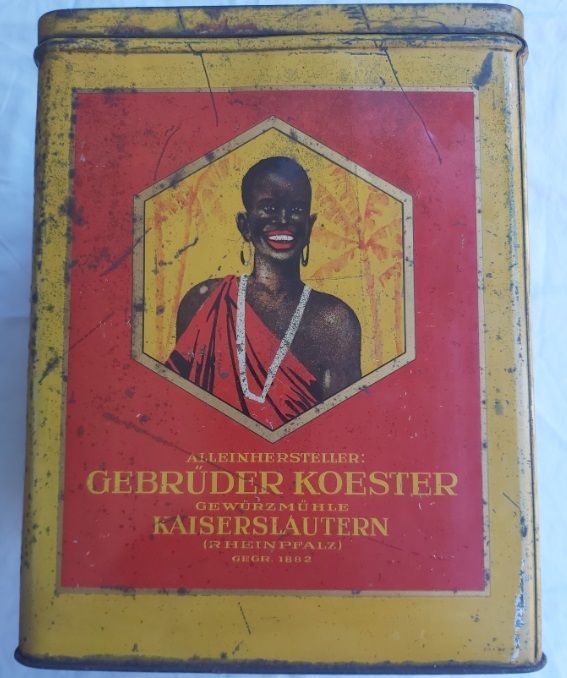 ALLEINHERSTELLER:
GEBRÜDER KOESTER
GEWÜRZMÜHLE
KAISERSLAUTERN
(RHEINPFALZ)
GEGR. 1882